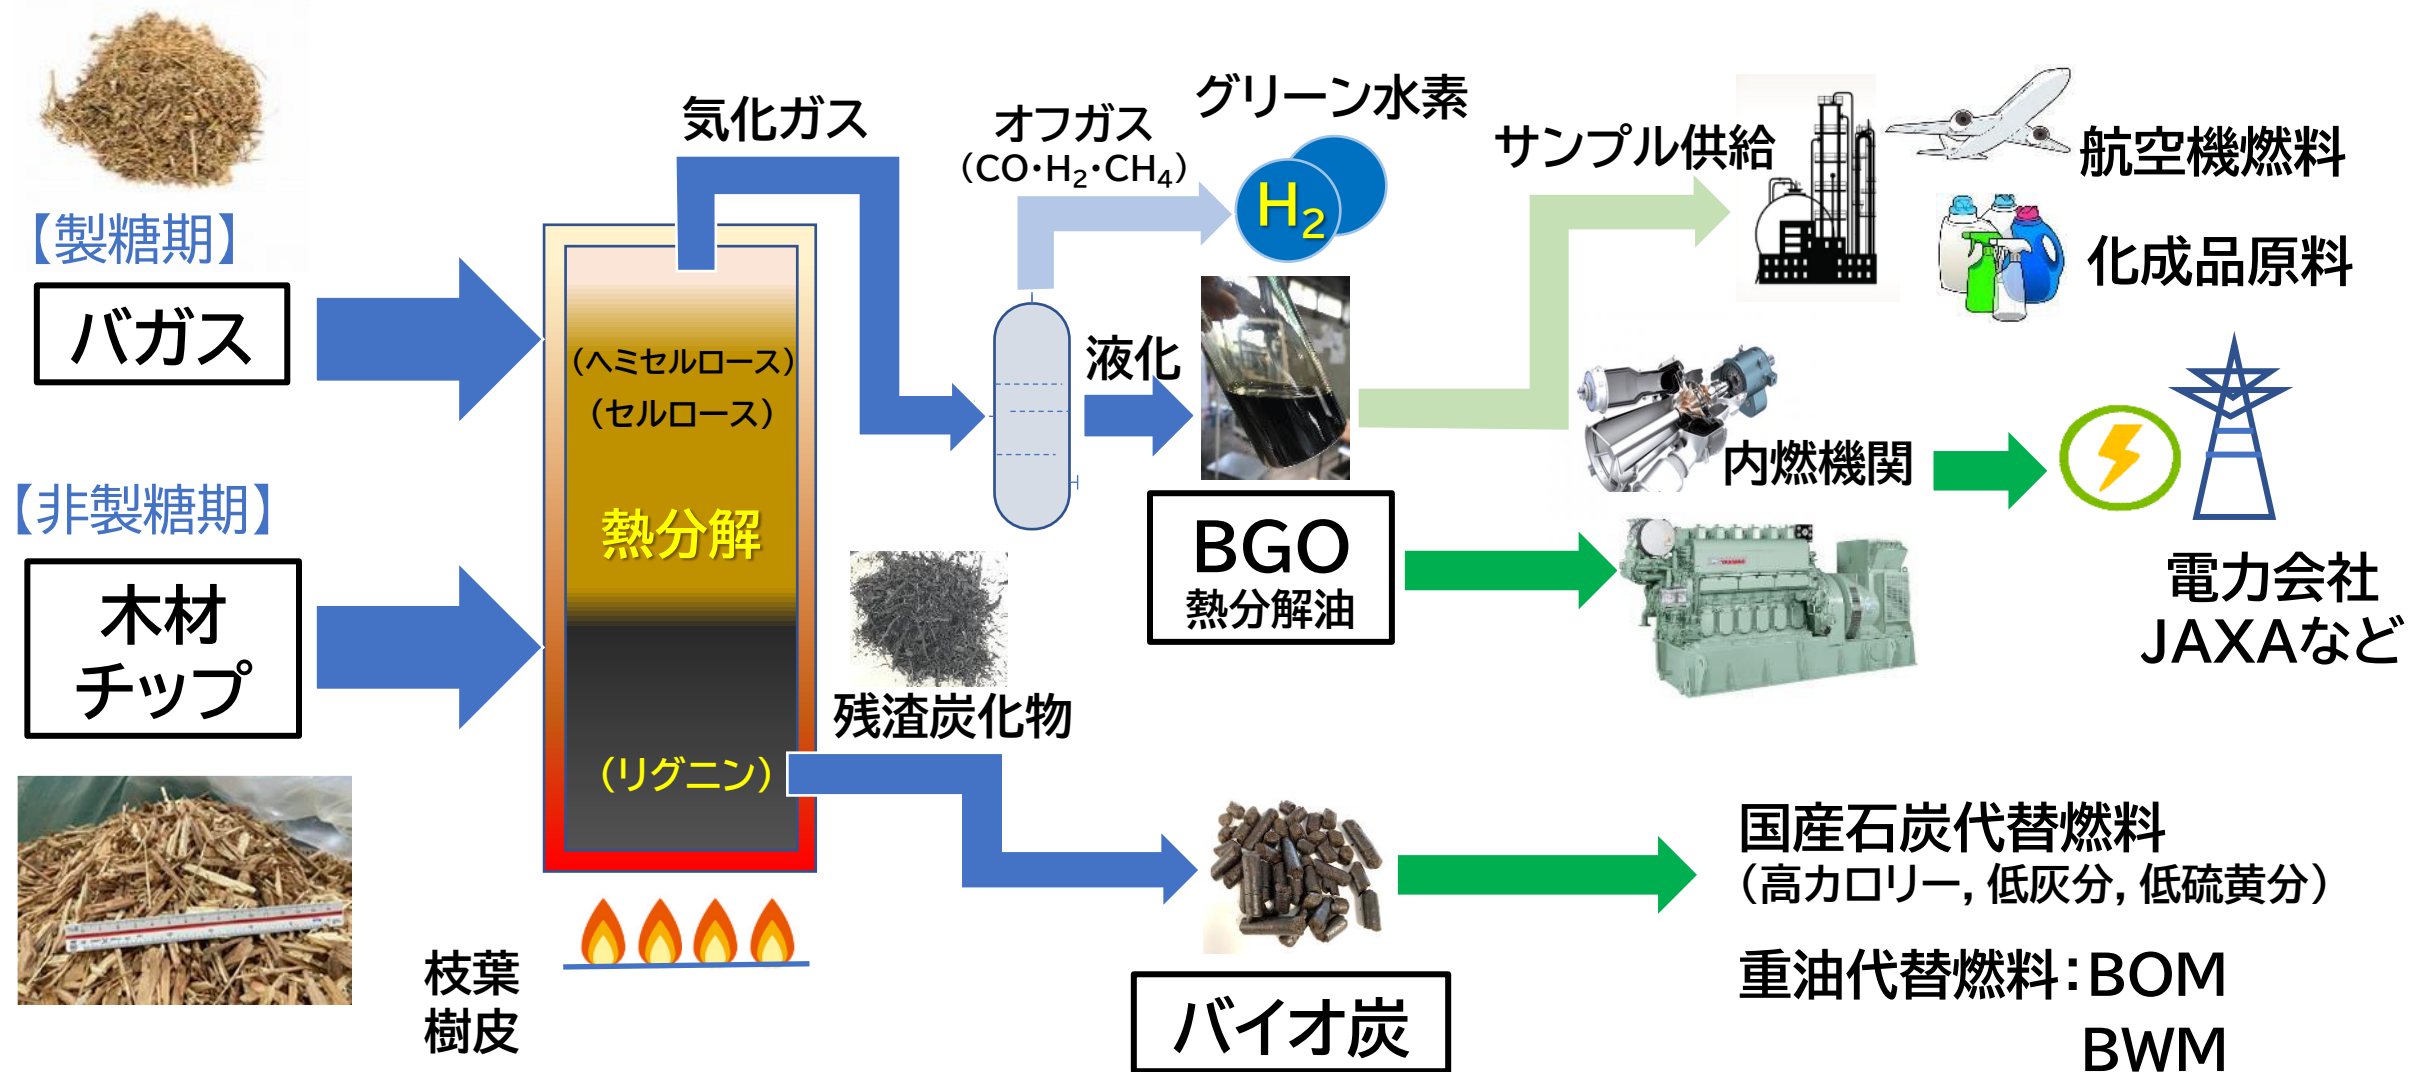 【製糖期】
バガス
【非製糖期】
木材
チップ
気化ガス
(ヘミセルロース)
(セルロース)
熱分解
(リグニン)
枝葉
樹皮
オフガス
(CO・H₂・CH₄)
グリーン水素
H₂
液化
BGO
熱分解油
残渣炭化物
バイオ炭
サンプル供給
航空機燃料
化成品原料
内燃機関
電力会社
JAXAなど
国産石炭代替燃料
(高カロリー, 低灰分, 低硫黄分)
重油代替燃料:BOM
BWM